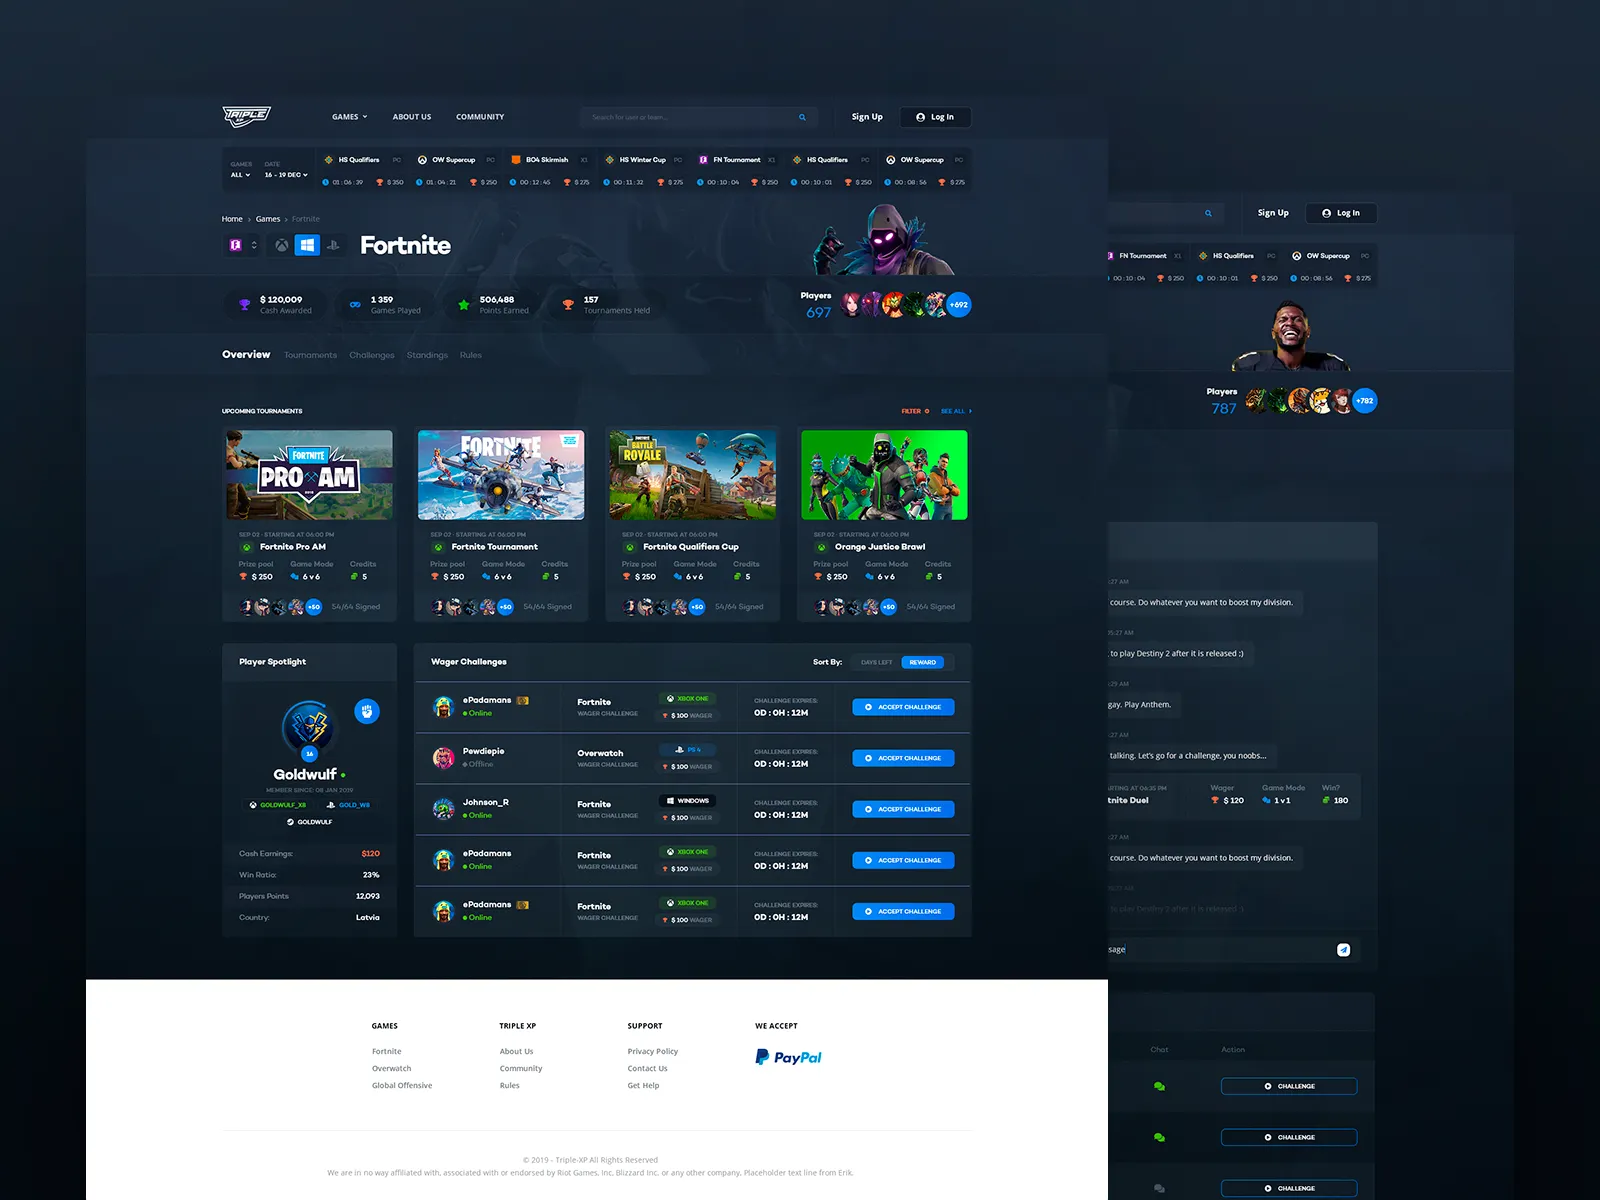 TRIPLE XP
GAMES ABOUT US COMMUNITY
Search for user or team...
Sign Up Log In
GAMES ALL
DATE 16 - 19 DEC
HS Qualifiers PC 01 : 06 : 39 $ 350
OW Supercup PC 01 : 04 : 21 $ 250
BO4 Skirmish X1 00 : 12 : 45 $ 275
HS Winter Cup PC 00 : 11 : 32 $ 275
FN Tournament X1 00 : 10 : 04 $ 250
HS Qualifiers PC 00 : 10 : 01 $ 250
OW Supercup PC 00 : 08 : 56 $ 275
Home > Games > Fortnite
Fortnite
$ 120,009 Cash Awarded
1 359 Games Played
506,488 Points Earned
157 Tournaments Held
Players 697 +692
Overview Tournaments Challenges Standings Rules
UPCOMING TOURNAMENTS
FILTER SEE ALL
FORTNITE PRO AM
SEP 02 · STARTING AT 06:00 PM
Fortnite Pro AM
Prize pool Game Mode Credits
$ 250 6 v 6 5
+50 54/64 Signed
FORTNITE
SEP 02 · STARTING AT 06:00 PM
Fortnite Tournament
Prize pool Game Mode Credits
$ 250 6 v 6 5
+50 54/64 Signed
FORTNITE BATTLE ROYALE
SEP 02 · STARTING AT 06:00 PM
Fortnite Qualifiers Cup
Prize pool Game Mode Credits
$ 250 6 v 6 5
+50 54/64 Signed
SEP 02 · STARTING AT 06:00 PM
Orange Justice Brawl
Prize pool Game Mode Credits
$ 250 6 v 6 5
+50 54/64 Signed
Player Spotlight
16
Goldwulf
MEMBER SINCE: 08 JAN 2019
GOLDWULF_XB GOLD_W8
GOLDWULF
Cash Earnings: $120
Win Ratio: 23%
Players Points 12,093
Country: Latvia
Wager Challenges
Sort By: DAYS LEFT REWARD
ePadamans Online Fortnite WAGER CHALLENGE XBOX ONE $ 100 WAGER CHALLENGE EXPIRES: 0D : 0H : 12M ACCEPT CHALLENGE
Pewdiepie Offline Overwatch WAGER CHALLENGE PS 4 $ 100 WAGER CHALLENGE EXPIRES: 0D : 0H : 12M ACCEPT CHALLENGE
Johnson_R Online Fortnite WAGER CHALLENGE WINDOWS $ 100 WAGER CHALLENGE EXPIRES: 0D : 0H : 12M ACCEPT CHALLENGE
ePadamans Online Fortnite WAGER CHALLENGE XBOX ONE $ 100 WAGER CHALLENGE EXPIRES: 0D : 0H : 12M ACCEPT CHALLENGE
ePadamans Online Fortnite WAGER CHALLENGE XBOX ONE $ 100 WAGER CHALLENGE EXPIRES: 0D : 0H : 12M ACCEPT CHALLENGE
GAMES
Fortnite
Overwatch
Global Offensive
TRIPLE XP
About Us
Community
Rules
SUPPORT
Privacy Policy
Contact Us
Get Help
WE ACCEPT
PayPal
© 2019 - Triple-XP All Rights Reserved
We are in no way affiliated with, associated with or endorsed by Riot Games, Inc, Blizzard Inc. or any other company. Placeholder text line from Erik.
Sign Up Log In
FN Tournament X1 00 : 10 : 04 $ 250
HS Qualifiers PC 00 : 10 : 01 $ 250
OW Supercup PC 00 : 08 : 56 $ 275
Players 787 +782
:27 AM
course. Do whatever you want to boost my division.
05:27 AM
to play Destiny 2 after it is released ;)
:29 AM
gay, Play Anthem.
:27 AM
talking. Let's go for a challenge, you noobs...
RTING AT 06:35 PM
tnite Duel
Wager Game Mode Win?
$ 120 1 v 1 180
:27 AM
course. Do whatever you want to boost my division.
to play Destiny 2 after it is released ;)
sage
Chat Action
CHALLENGE
CHALLENGE
CHALLENGE